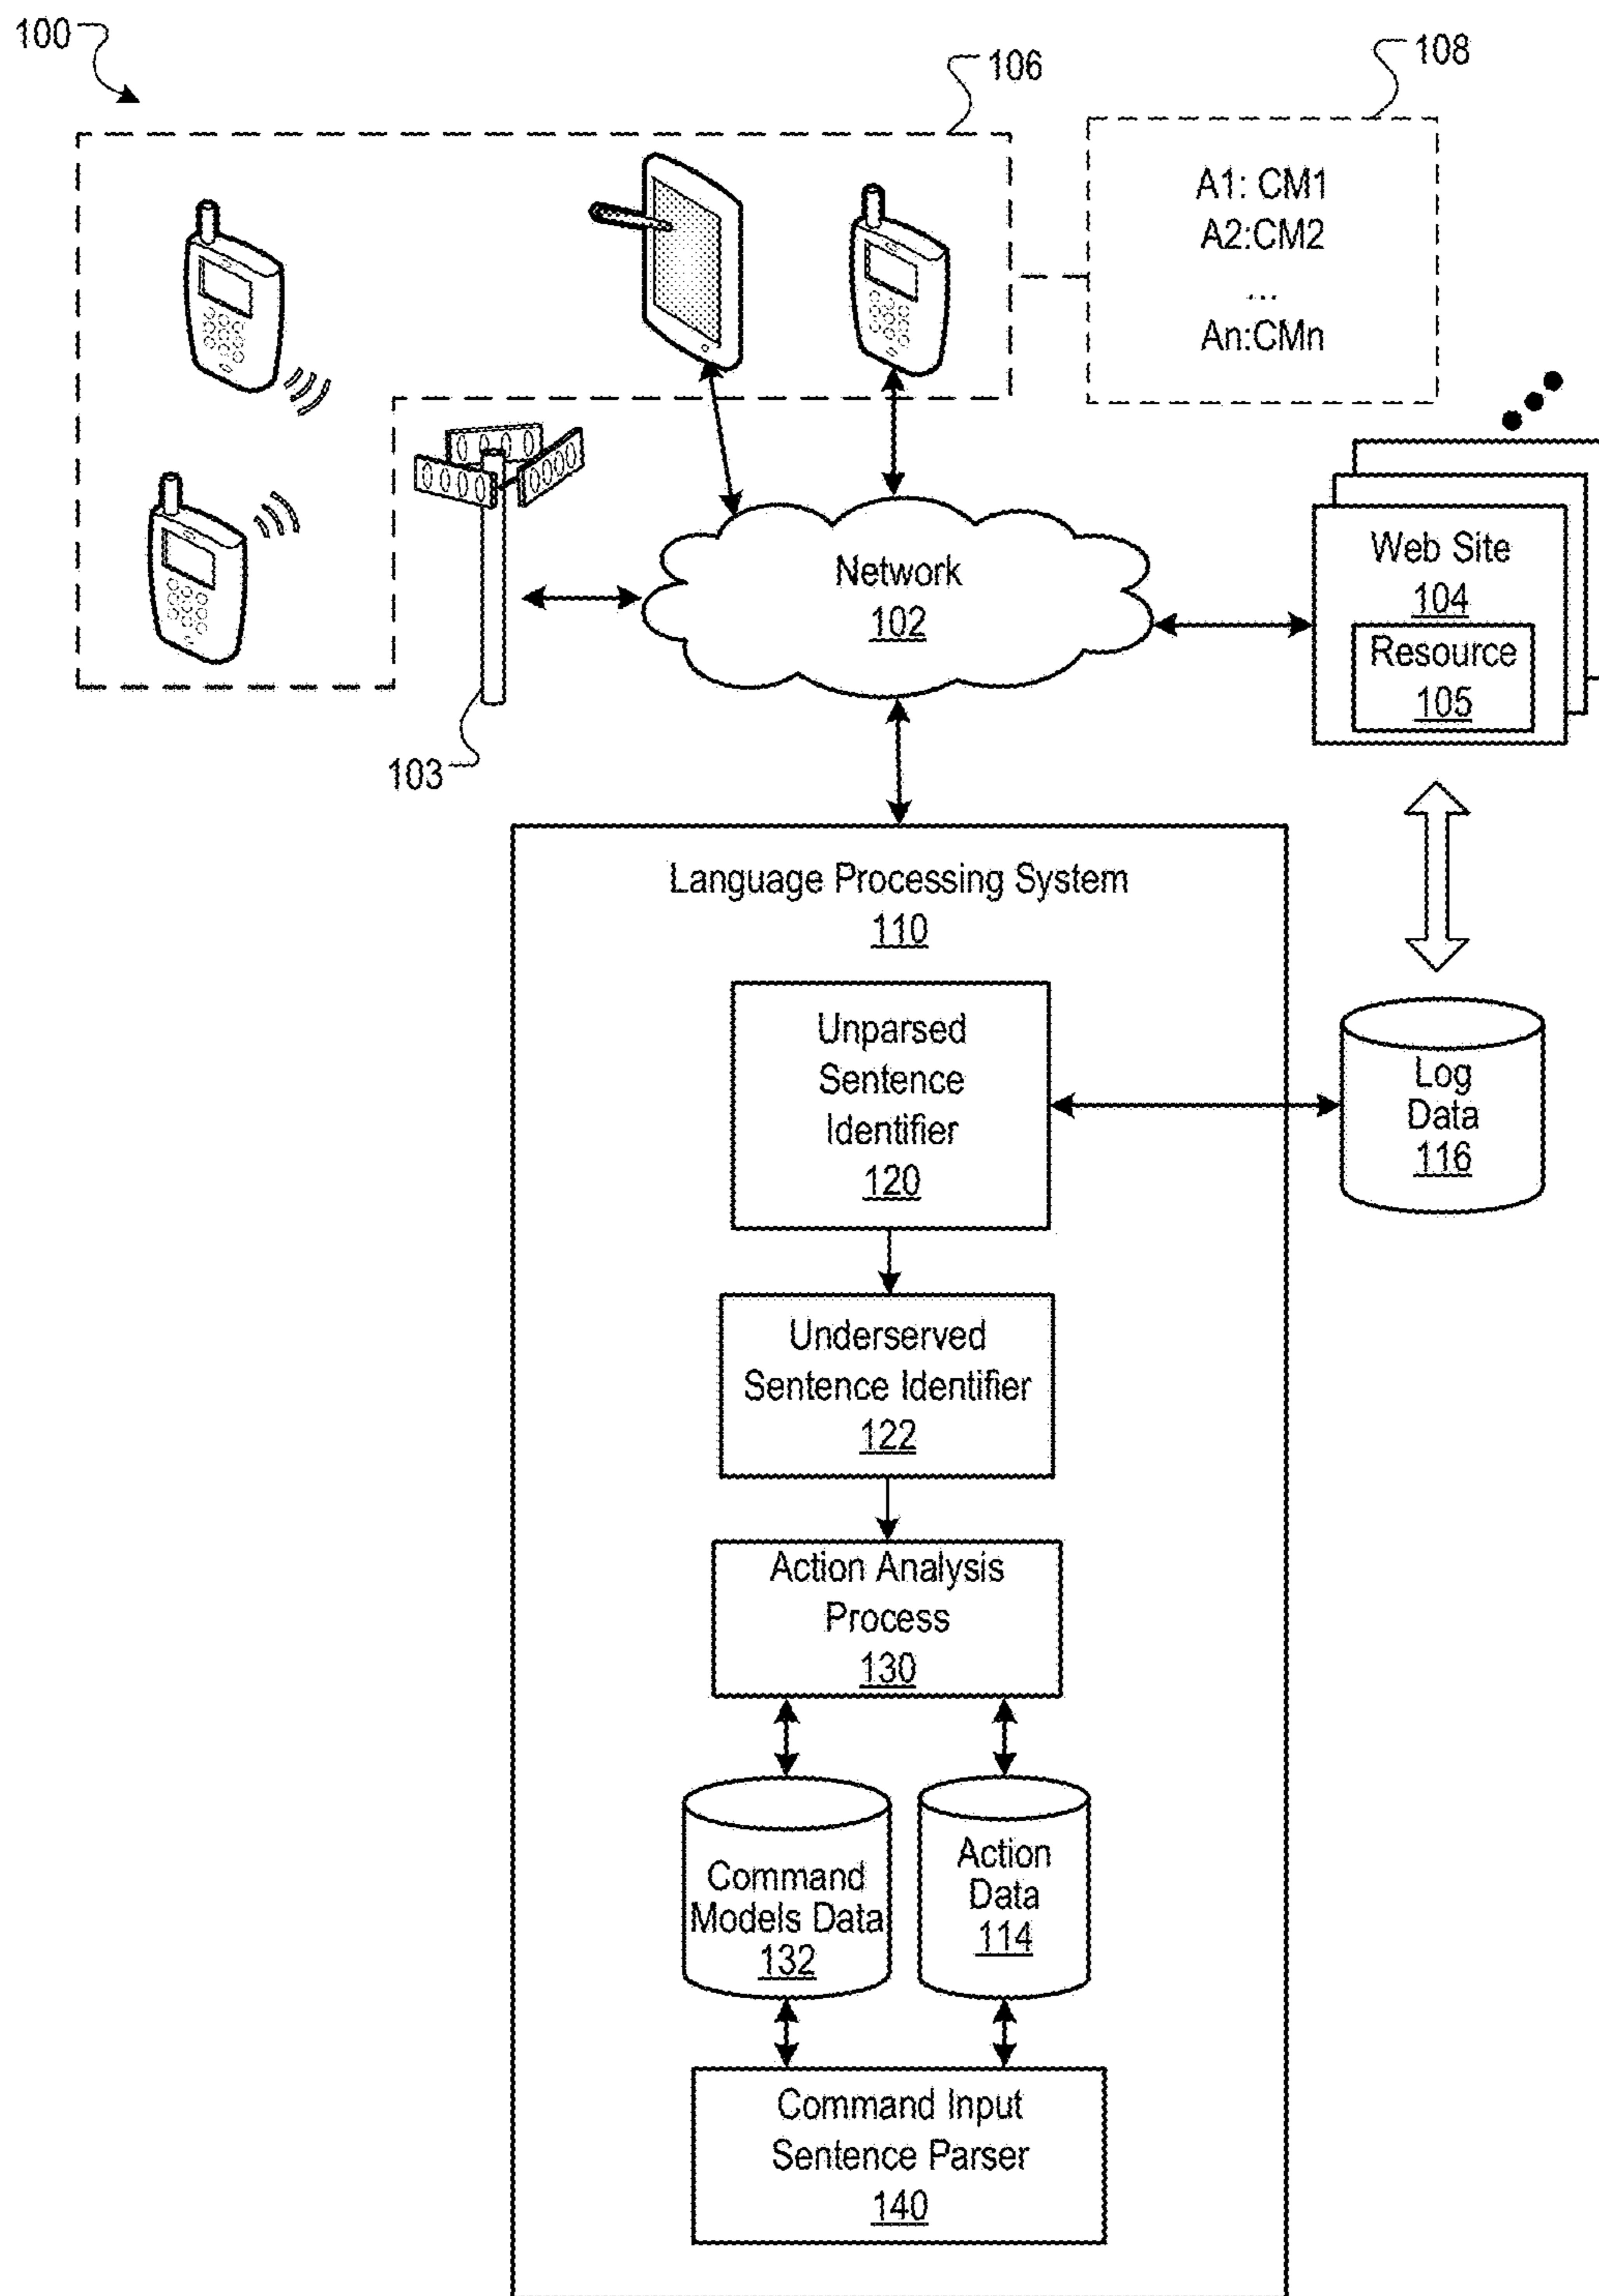 100
106
108
A1: CM1
A2:CM2
...
An:CMn
Network
102
Web Site
104
Resource
105
103
Language Processing System
110
Unparsed
Sentence
Identifier
120
Log
Data
116
Underserved
Sentence Identifier
122
Action Analysis
Process
130
Command
Models Data
132
Action
Data
114
Command Input
Sentence Parser
140